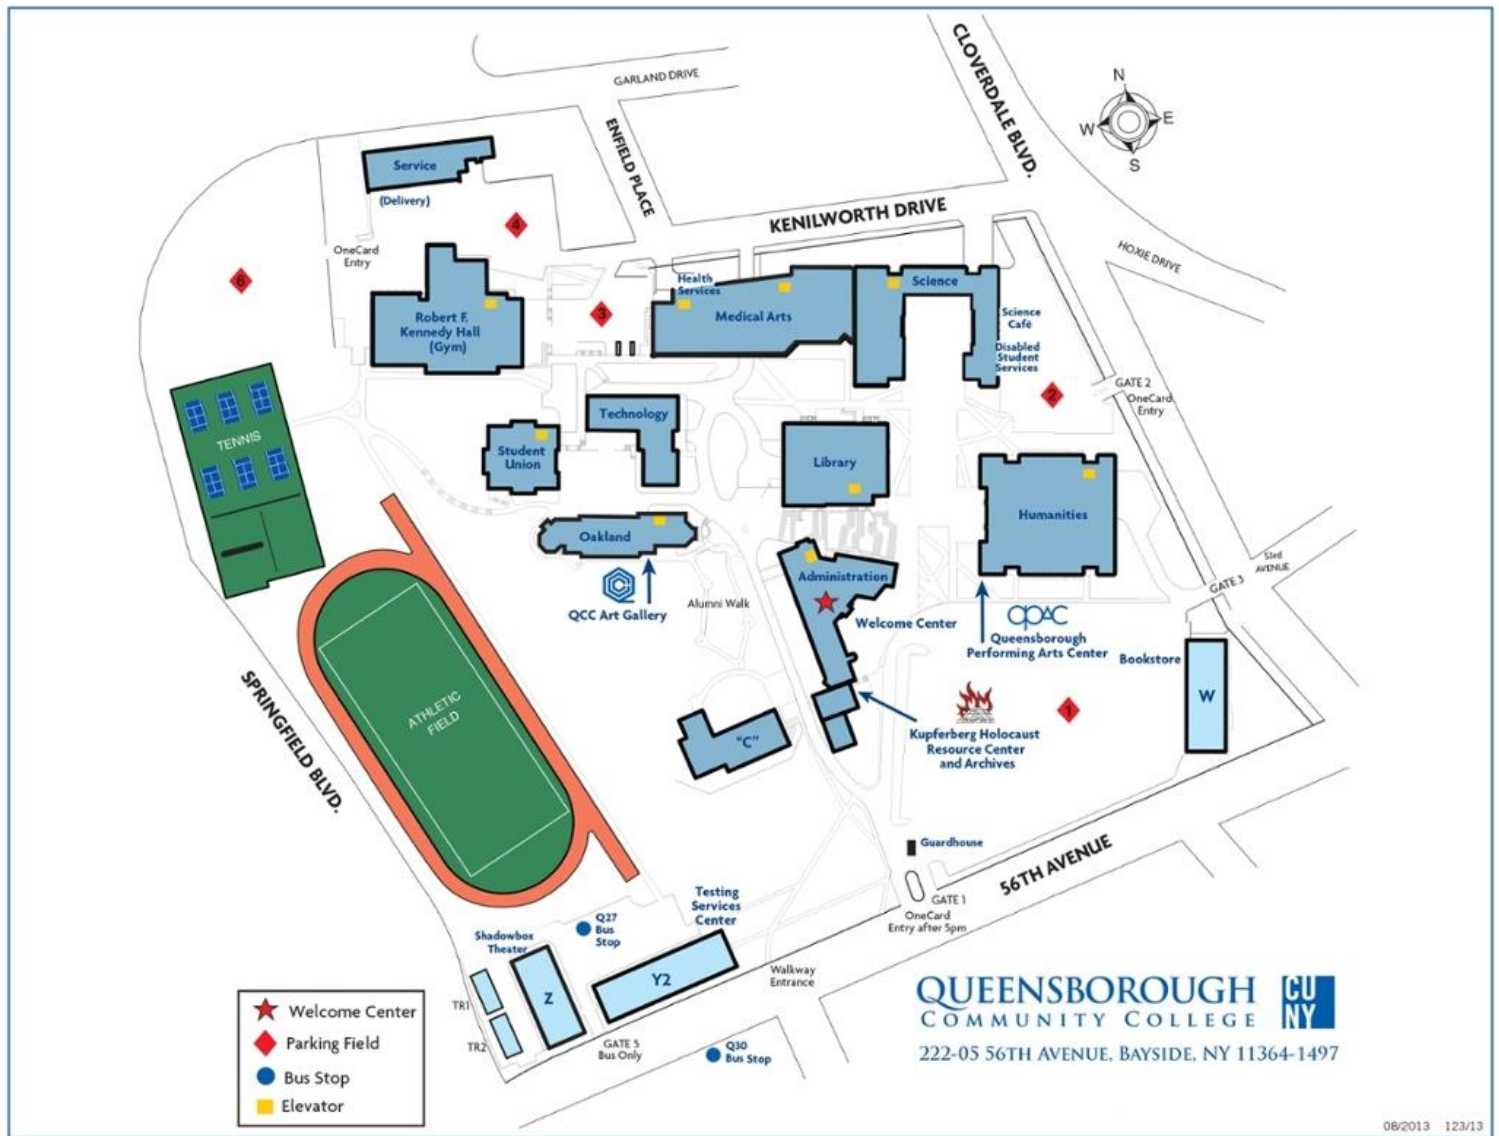 GARLAND DRIVE
ENFIELD PLACE
CLOVERDALE BLVD.
N
W
E
S
Service
(Delivery)
4
KENILWORTH DRIVE
OneCard
Entry
HOXIE DRIVE
6
Health
Services
Science
3
Robert F.
Kennedy Hall
(Gym)
Medical Arts
Science
Café
Disabled
Student
Services
2
GATE 2
OneCard
Entry
TENNIS
Technology
Student
Union
Library
Humanities
Oakland
53rd
AVENUE
GATE 3
Administration
QCC Art Gallery
Alumni Walk
Welcome Center
QPAC
Queensborough
Performing Arts Center
Bookstore
W
SPRINGFIELD BLVD.
ATHLETIC
FIELD
1
"C"
Kupferberg Holocaust
Resource Center
and Archives
Guardhouse
56TH AVENUE
GATE 1
OneCard
Entry after 5pm
Testing
Services
Center
Q27
Bus
Stop
Shadowbox
Theater
Walkway
Entrance
Z
Y2
TR1
TR2
GATE 5
Bus Only
Q30
Bus Stop
Welcome Center
Parking Field
Bus Stop
Elevator
QUEENSBOROUGH
COMMUNITY COLLEGE
CU
NY
222-05 56TH AVENUE, BAYSIDE, NY 11364-1497
08/2013 123/13